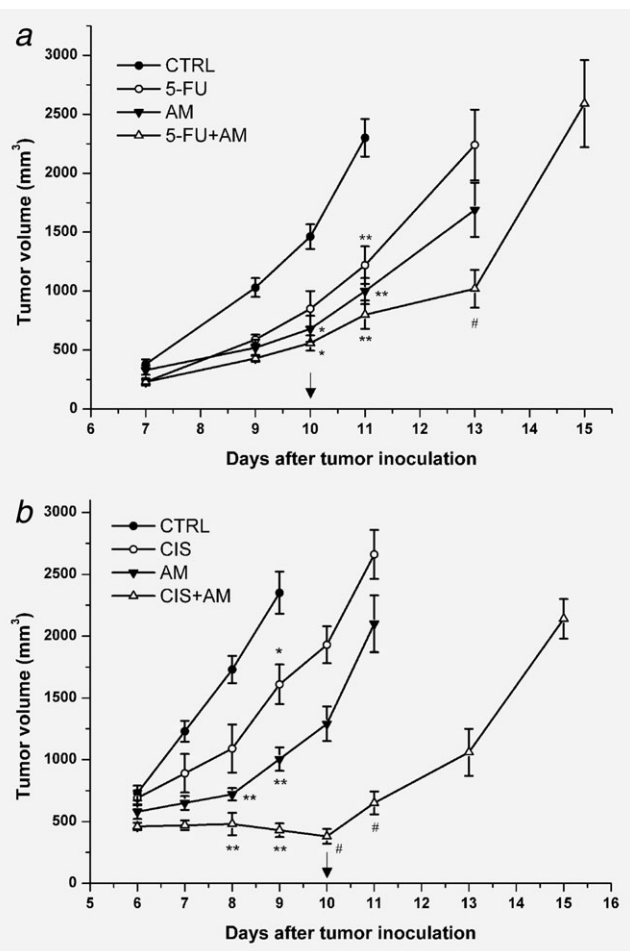 a
3000
2500
2000
1500
1000
500
0
Tumor volume (mm3)
CTRL
5-FU
AM
5-FU+AM
**
*
**
*
**
#
6 7 8 9 10 11 12 13 14 15
Days after tumor inoculation
b
3000
2500
2000
1500
1000
500
0
Tumor volume (mm3)
CTRL
CIS
AM
CIS+AM
*
**
**
**
**
#
#
5 6 7 8 9 10 11 13 14 15 16
Days after tumor inoculation